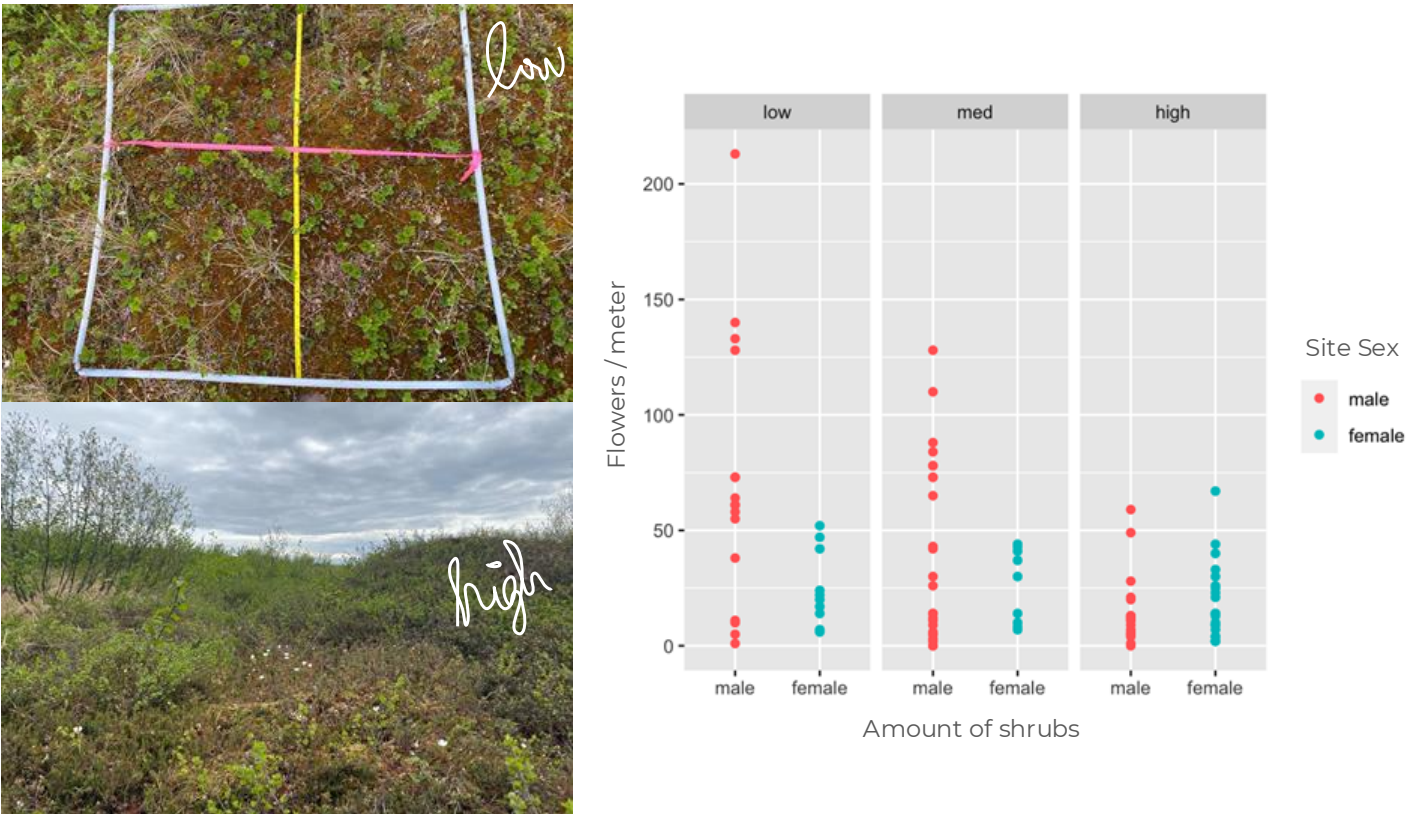 low
high
low
med
high
200
150
100
50
0
Flowers / meter
male
female
male
female
male
female
Amount of shrubs
Site Sex
male
female